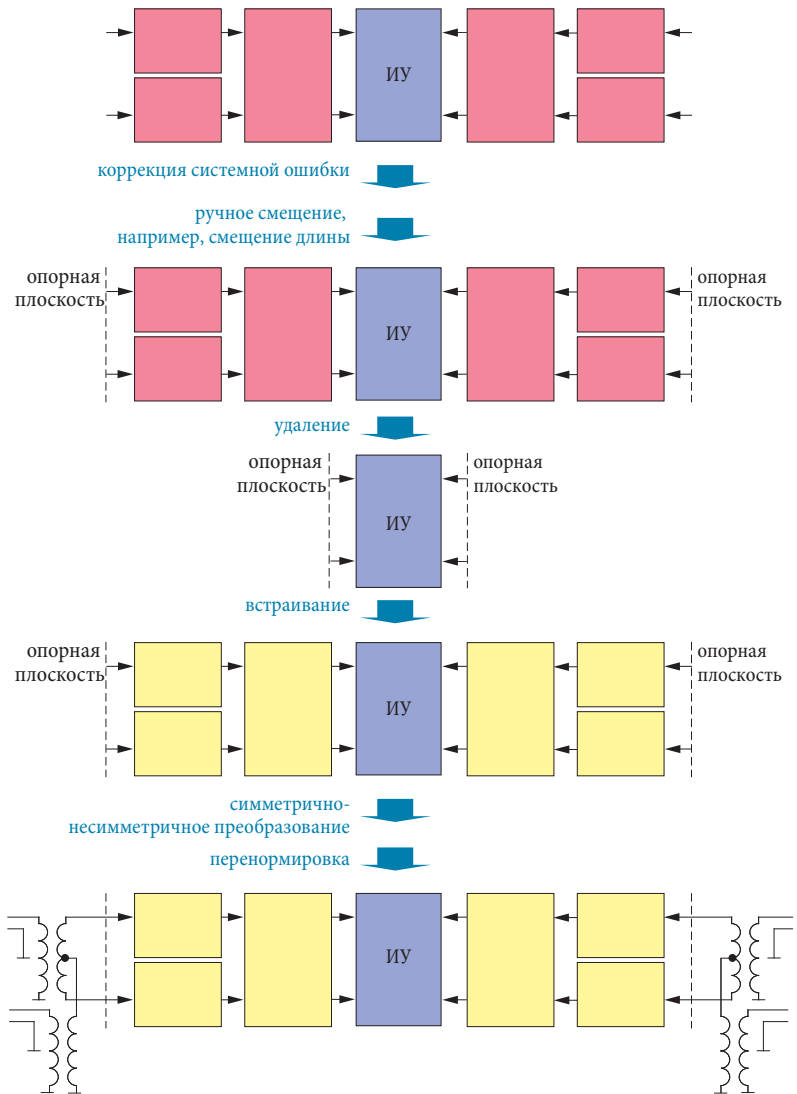 ИУ
коррекция системной ошибки
ручное смещение,
например, смещение длины
опорная
плоскость
ИУ
опорная
плоскость
удаление
опорная
плоскость
ИУ
опорная
плоскость
встраивание
опорная
плоскость
ИУ
опорная
плоскость
симметрично-
несимметричное преобразование
перенормировка
ИУ